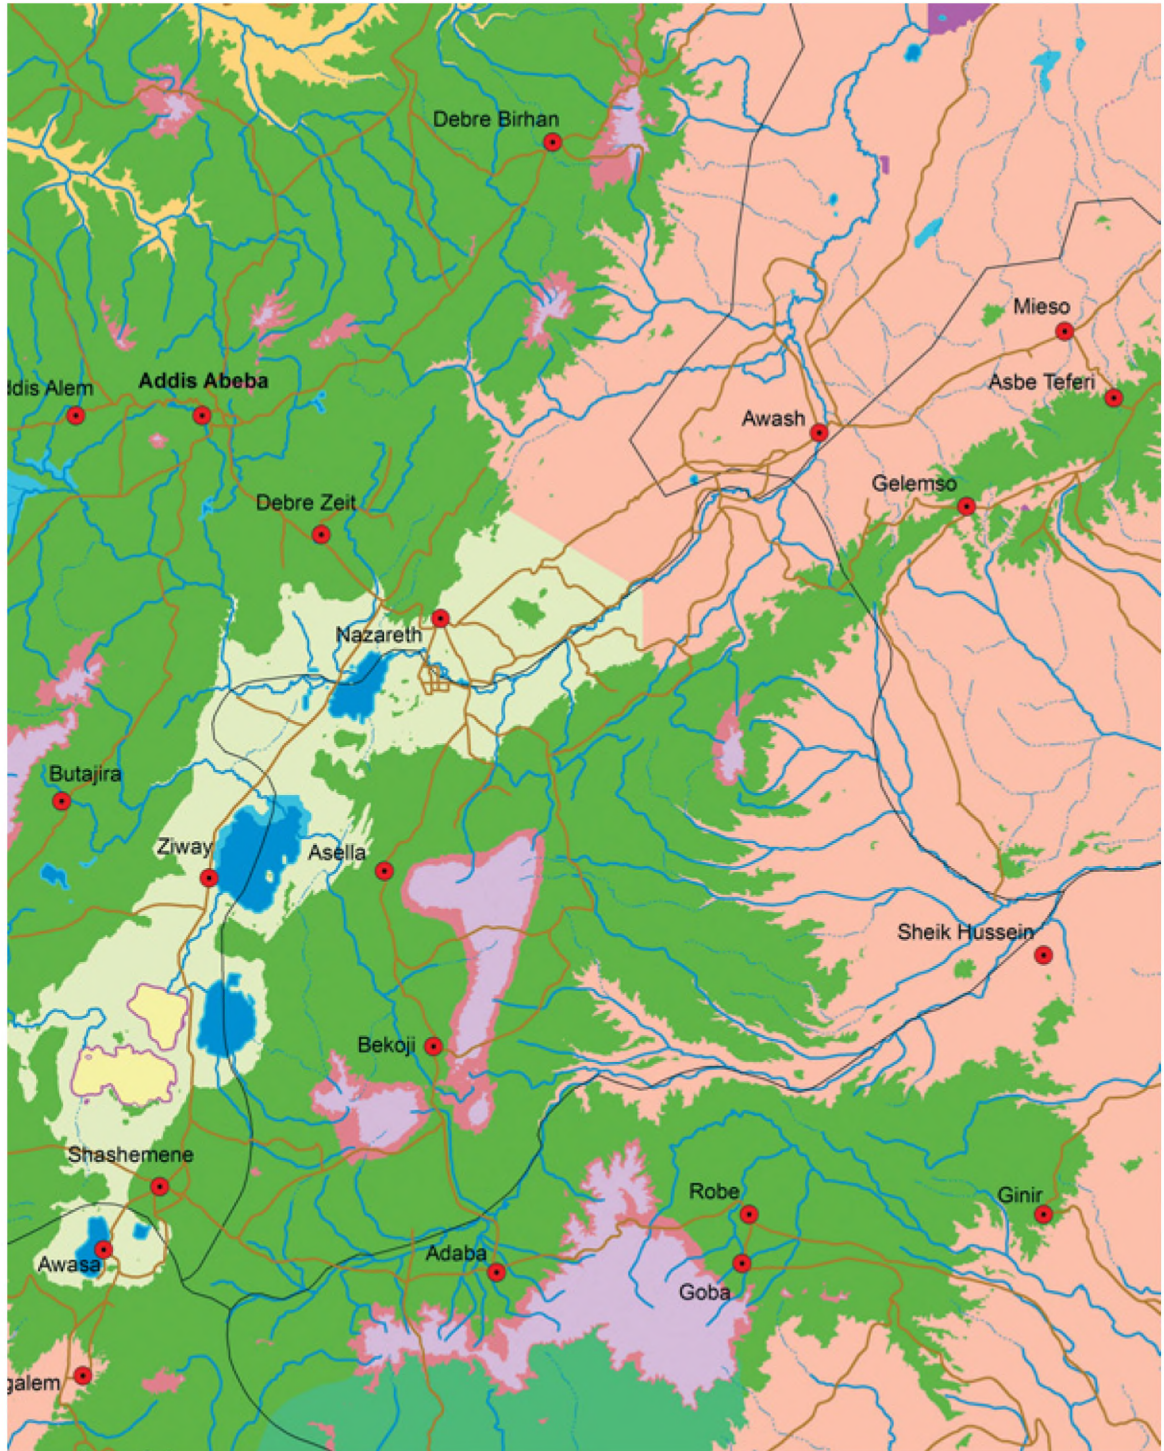 Debre Birhan
Mieso
ddis Alem
Addis Abeba
Asbe Teferi
Awash
Gelemso
Debre Zeit
Nazareth
Butajira
Ziway
Asella
Sheik Hussein
Bekoji
Shashemene
Robe
Ginir
Awasa
Adaba
Goba
galem